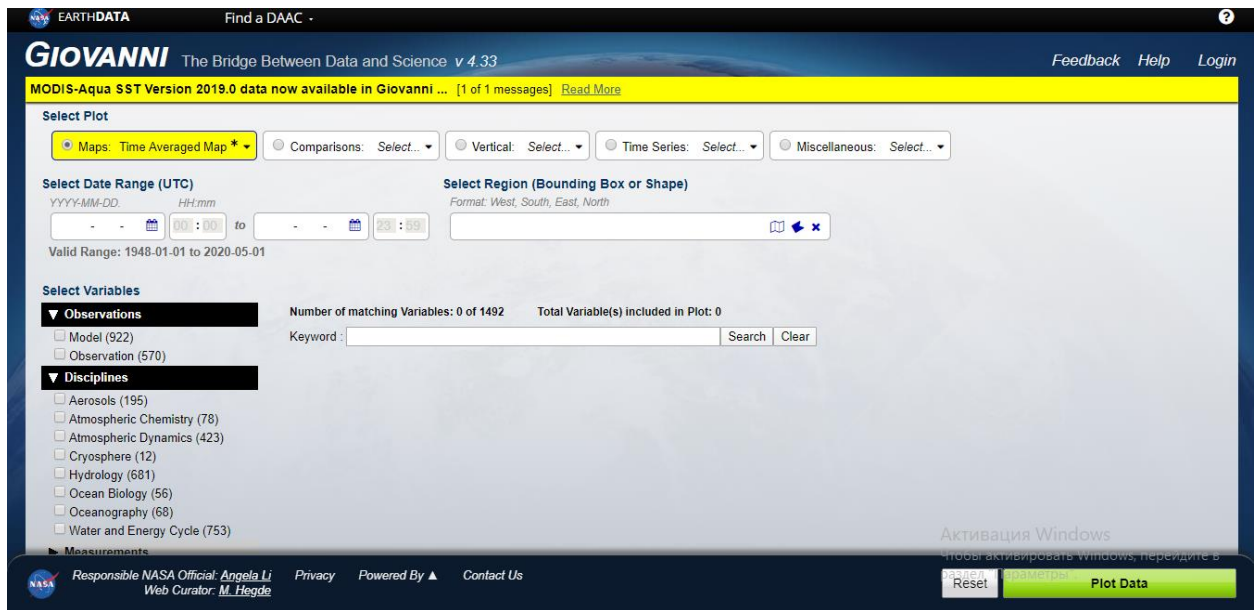 NASA EARTHDATA Find a DAAC ?
GIOVANNI The Bridge Between Data and Science v 4.33 Feedback Help Login
MODIS-Aqua SST Version 2019.0 data now available in Giovanni ... [1 of 1 messages] Read More
Select Plot
Maps: Time Averaged Map * Comparisons: Select... Vertical: Select... Time Series: Select... Miscellaneous: Select...
Select Date Range (UTC) Select Region (Bounding Box or Shape)
YYYY-MM-DD. HH:mm Format: West, South, East, North
- - 00 : 00 to - - 23 : 59
Valid Range: 1948-01-01 to 2020-05-01
Select Variables
▼ Observations Number of matching Variables: 0 of 1492 Total Variable(s) included in Plot: 0
Model (922) Keyword : Search Clear
Observation (570)
▼ Disciplines
Aerosols (195)
Atmospheric Chemistry (78)
Atmospheric Dynamics (423)
Cryosphere (12)
Hydrology (681)
Ocean Biology (56)
Oceanography (68)
Water and Energy Cycle (753)
Активация Windows
► Measurements
Чтобы активировать Windows, перейдите в
раздел "Параметры".
NASA Responsible NASA Official: Angela Li Privacy Powered By ▲ Contact Us
Web Curator: M. Hegde
Reset Plot Data